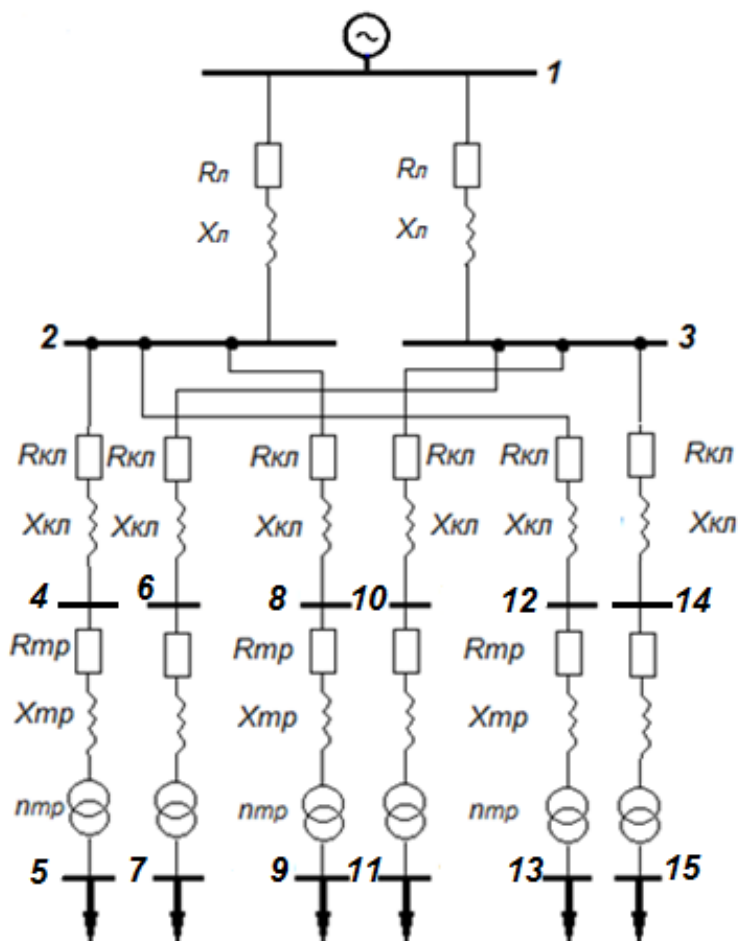 1
Rл Rл
Xл Xл
2 3
Rкл Rкл Rкл Rкл Rкл Rкл
Xкл Xкл Xкл Xкл Xкл Xкл
4 6 8 10 12 14
Rтр Rтр Rтр
Xтр Xтр Xтр
nтр nтр nтр
5 7 9 11 13 15